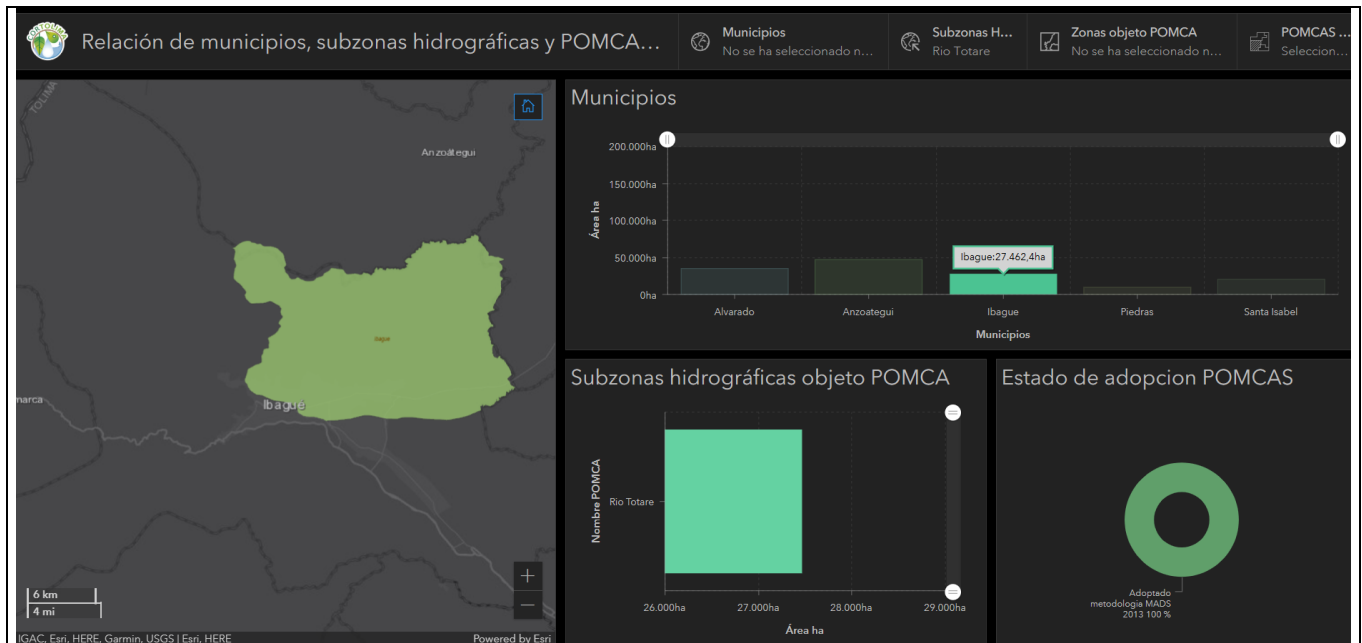 CORTOLIMA
Relación de municipios, subzonas hidrográficas y POMCA...
Municipios
No se ha seleccionado n...
Subzonas H...
Rio Totare
Zonas objeto POMCA
No se ha seleccionado n...
POMCAS ...
Seleccion...
TOLIMA
Anzoátegui
Ibague
Ibagué
marca
6 km
4 mi
IGAC, Esri, HERE, Garmin, USGS | Esri, HERE
Powered by Esri
Municipios
200.000ha
150.000ha
100.000ha
50.000ha
0ha
Área ha
Ibague:27.462,4ha
Alvarado
Anzoategui
Ibague
Piedras
Santa Isabel
Municipios
Subzonas hidrográficas objeto POMCA
Nombre POMCA
Rio Totare
26.000ha
27.000ha
28.000ha
29.000ha
Área ha
Estado de adopcion POMCAS
Adoptado
metodologia MADS
2013 100 %